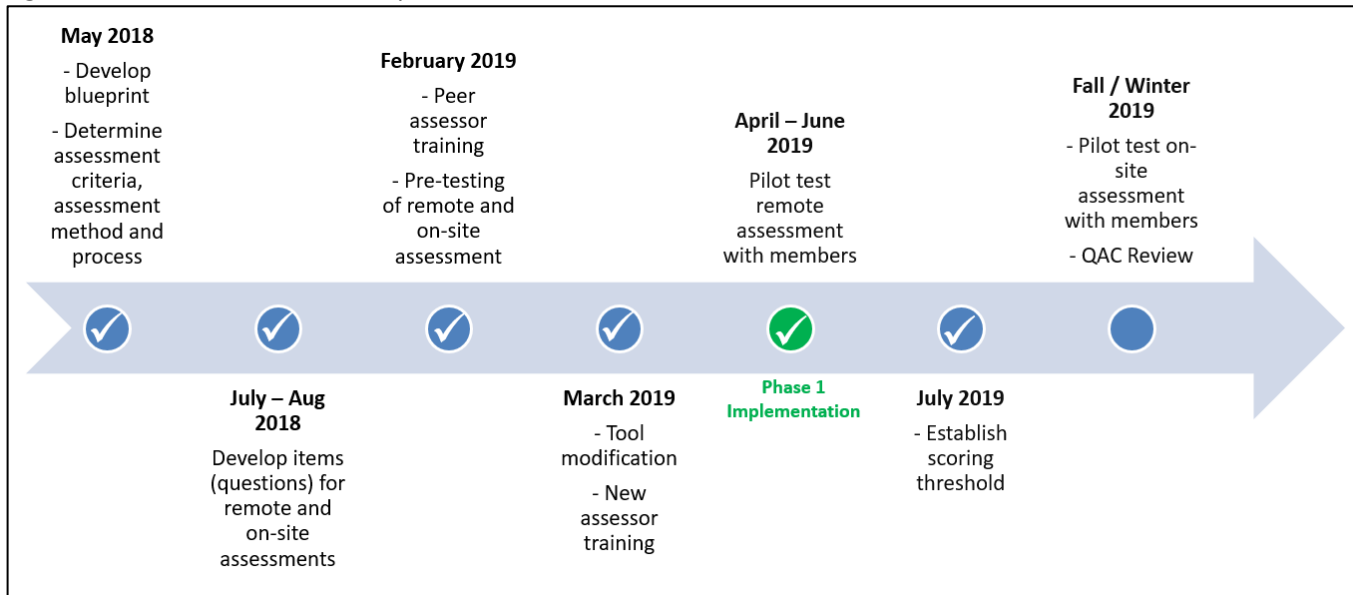 May 2018
- Develop
blueprint
- Determine
assessment
criteria,
assessment
method and
process
July – Aug
2018
Develop items
(questions) for
remote and
on-site
assessments
February 2019
- Peer
assessor
training
- Pre-testing
of remote and
on-site
assessment
March 2019
- Tool
modification
- New
assessor
training
April – June
2019
Pilot test
remote
assessment
with members
Phase 1
Implementation
July 2019
- Establish
scoring
threshold
Fall / Winter
2019
- Pilot test on-
site
assessment
with members
- QAC Review